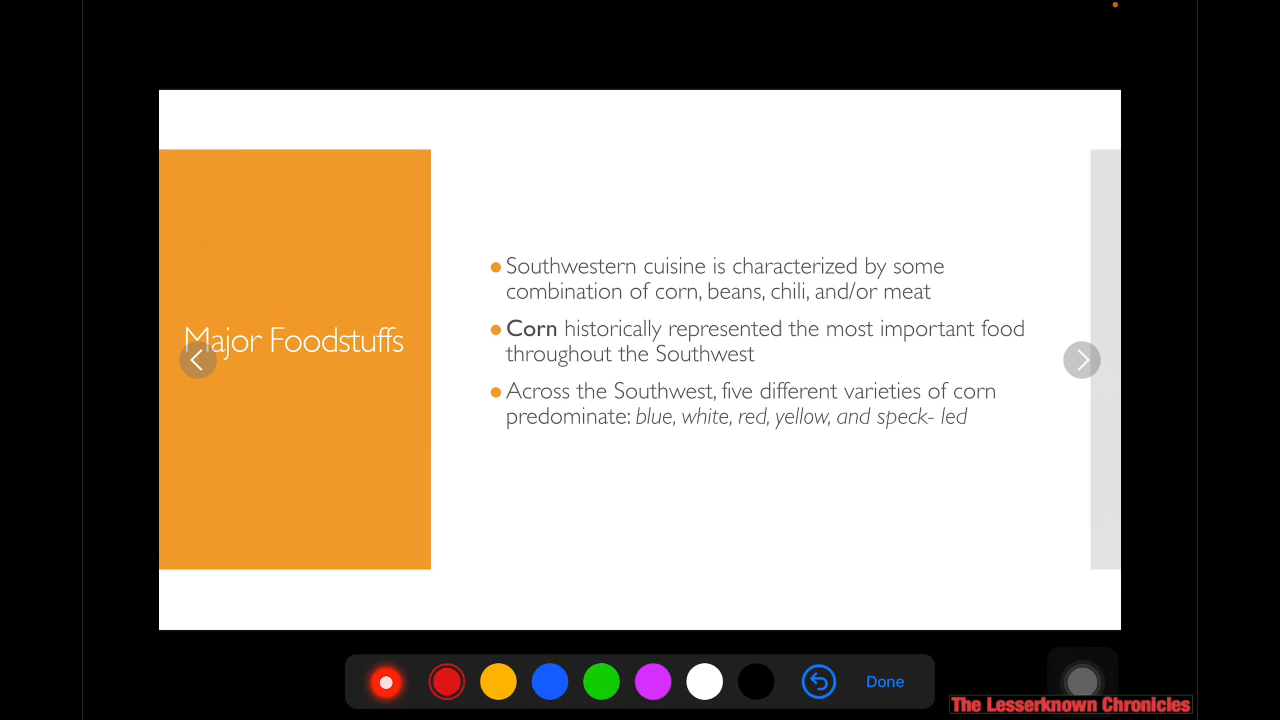 Major Foodstuffs
Southwestern cuisine is characterized by some
combination of corn, beans, chili, and/or meat
Corn historically represented the most important food
throughout the Southwest
Across the Southwest, five different varieties of corn
predominate: blue, white, red, yellow, and speck- led
Done
The Lesserknown Chronicles